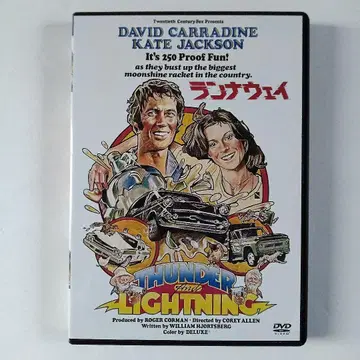 Twentieth Century-Fox Presents
DAVID CARRADINE
KATE JACKSON
It's 250 Proof Fun!
as they bust up the biggest
moonshine racket in the country.
ランナウェイ
THUNDER
AND
LIGHTNING
Produced by ROGER CORMAN · Directed by COREY ALLEN
Written by WILLIAM HJORTSBERG
Color by DELUXE®
DVD